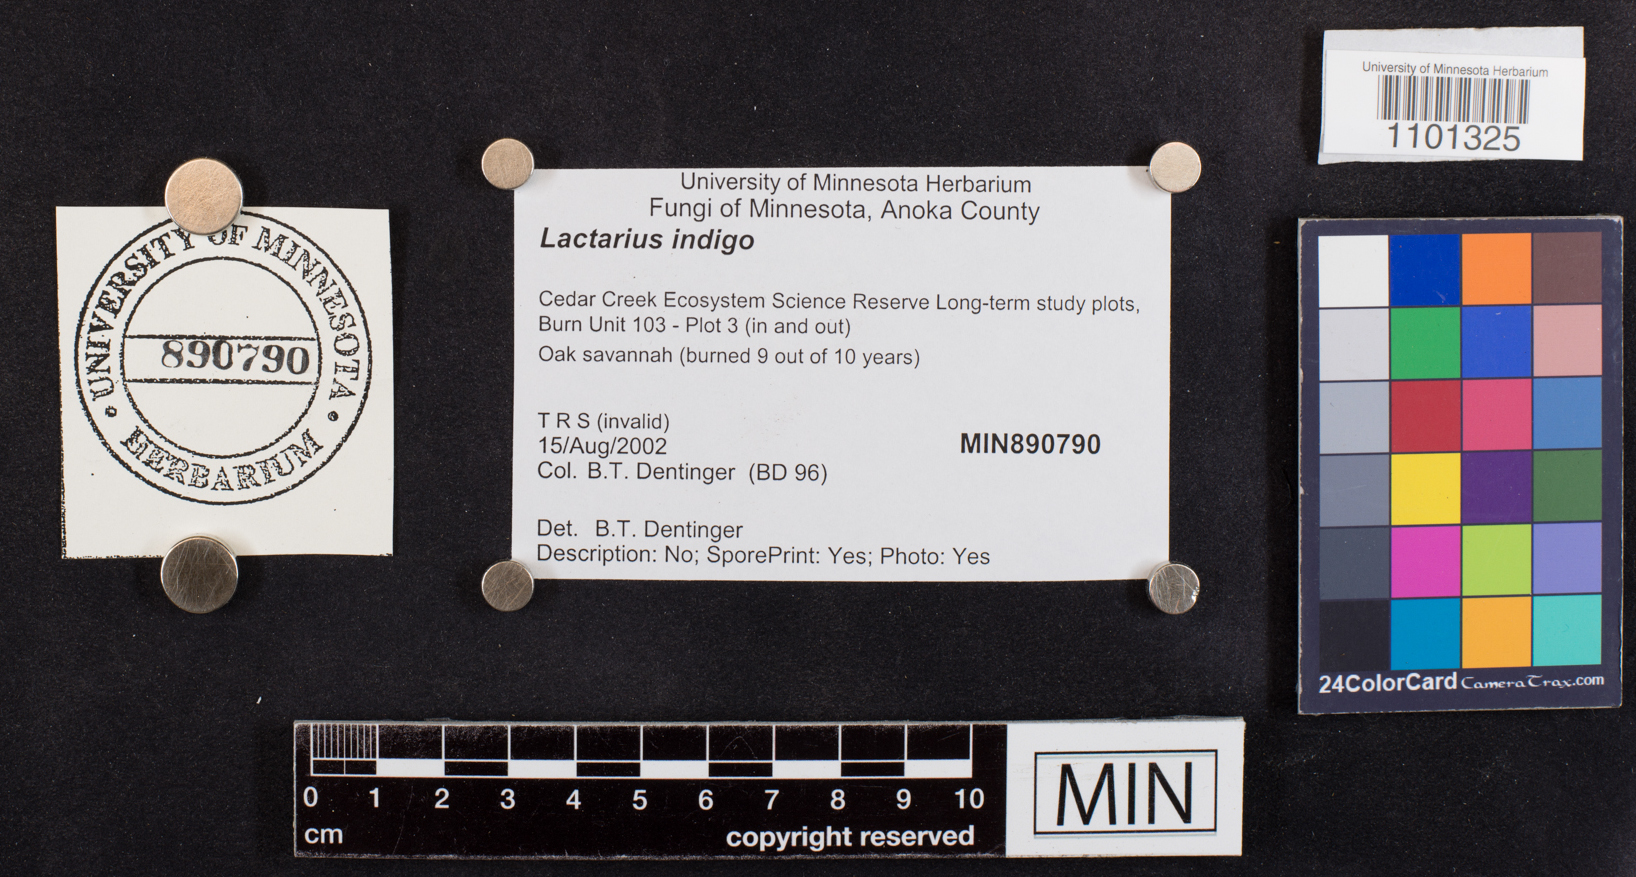 University of Minnesota Herbarium
1101325
UNIVERSITY OF MINNESOTA
HERBARIUM
890790
University of Minnesota Herbarium
Fungi of Minnesota, Anoka County
Lactarius indigo
Cedar Creek Ecosystem Science Reserve Long-term study plots,
Burn Unit 103 - Plot 3 (in and out)
Oak savannah (burned 9 out of 10 years)
T R S (invalid)
15/Aug/2002
MIN890790
Col. B.T. Dentinger (BD 96)
Det. B.T. Dentinger
Description: No; SporePrint: Yes; Photo: Yes
24ColorCard CameraTrax.com
0 1 2 3 4 5 6 7 8 9 10
cm
copyright reserved
MIN